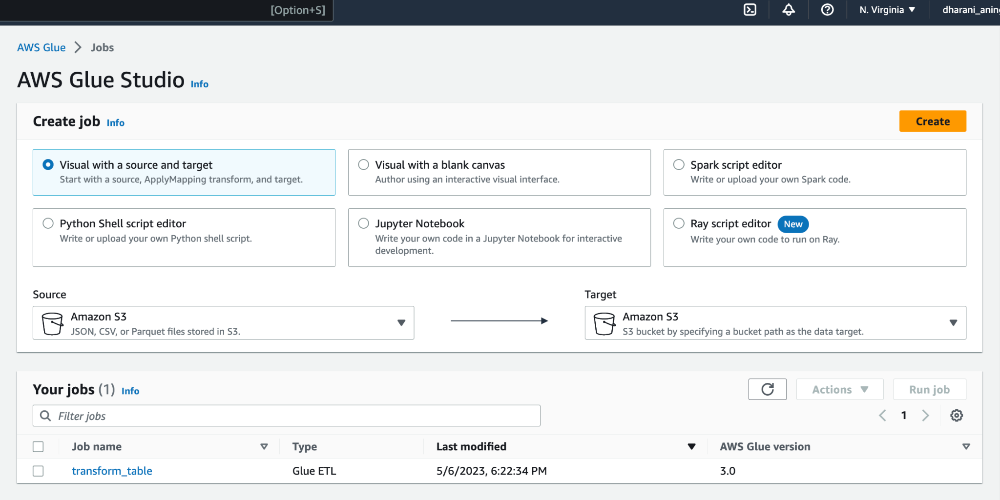 [Option+S]
N. Virginia
dharani_aning
AWS Glue
Jobs
AWS Glue Studio Info
Create job Info
Create
Visual with a source and target
Start with a source, ApplyMapping transform, and target.
Visual with a blank canvas
Author using an interactive visual interface.
Spark script editor
Write or upload your own Spark code.
Python Shell script editor
Write or upload your own Python shell script.
Jupyter Notebook
Write your own code in a Jupyter Notebook for interactive
development.
Ray script editor New
Write your own code to run on Ray.
Source
Amazon S3
JSON, CSV, or Parquet files stored in S3.
Target
Amazon S3
S3 bucket by specifying a bucket path as the data target.
Your jobs (1) Info
Actions
Run job
Filter jobs
1
Job name Type Last modified AWS Glue version
transform_table Glue ETL 5/6/2023, 6:22:34 PM 3.0